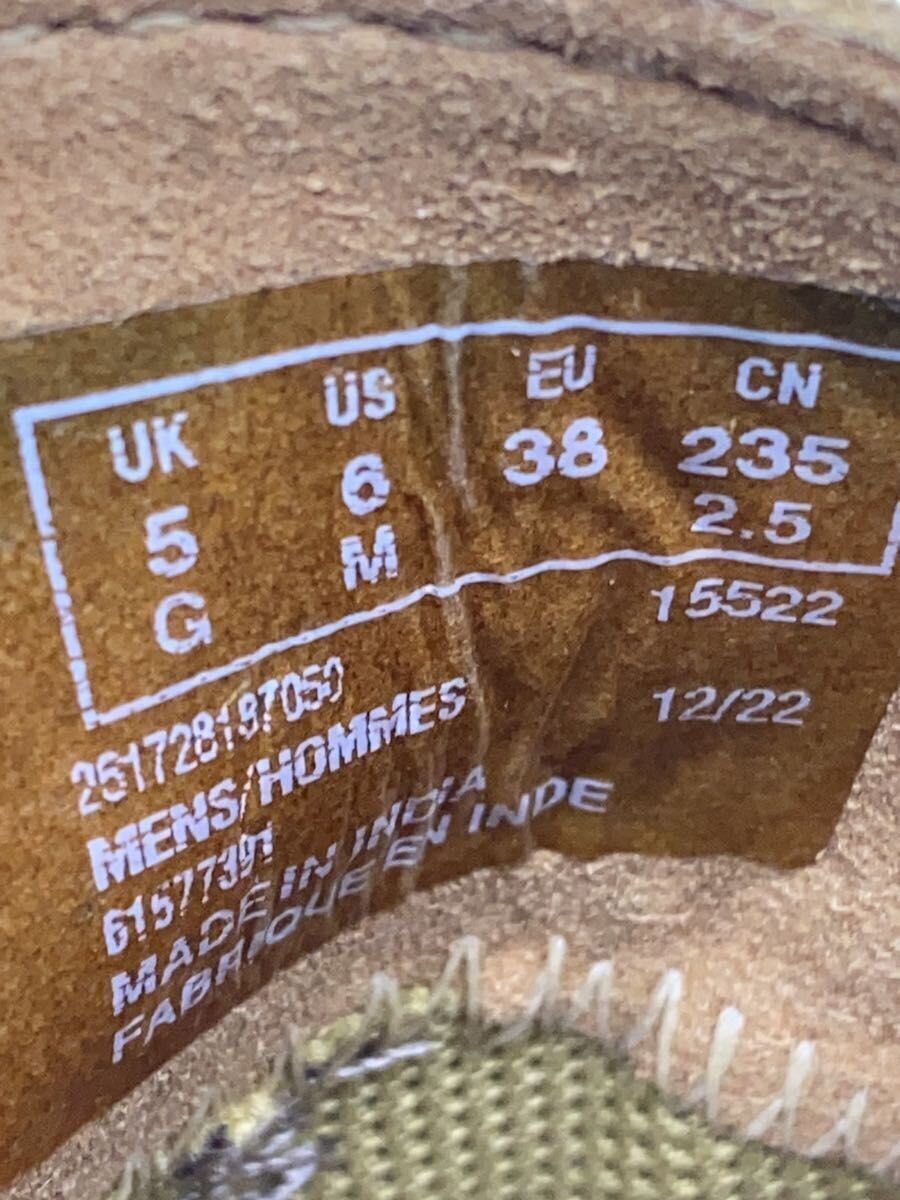 UK US EU CN
5 6 38 235
G M 2.5
15522
12/22
251728197050
MENS/HOMMES
61577391
MADE IN INDIA
FABRIQUE EN INDE